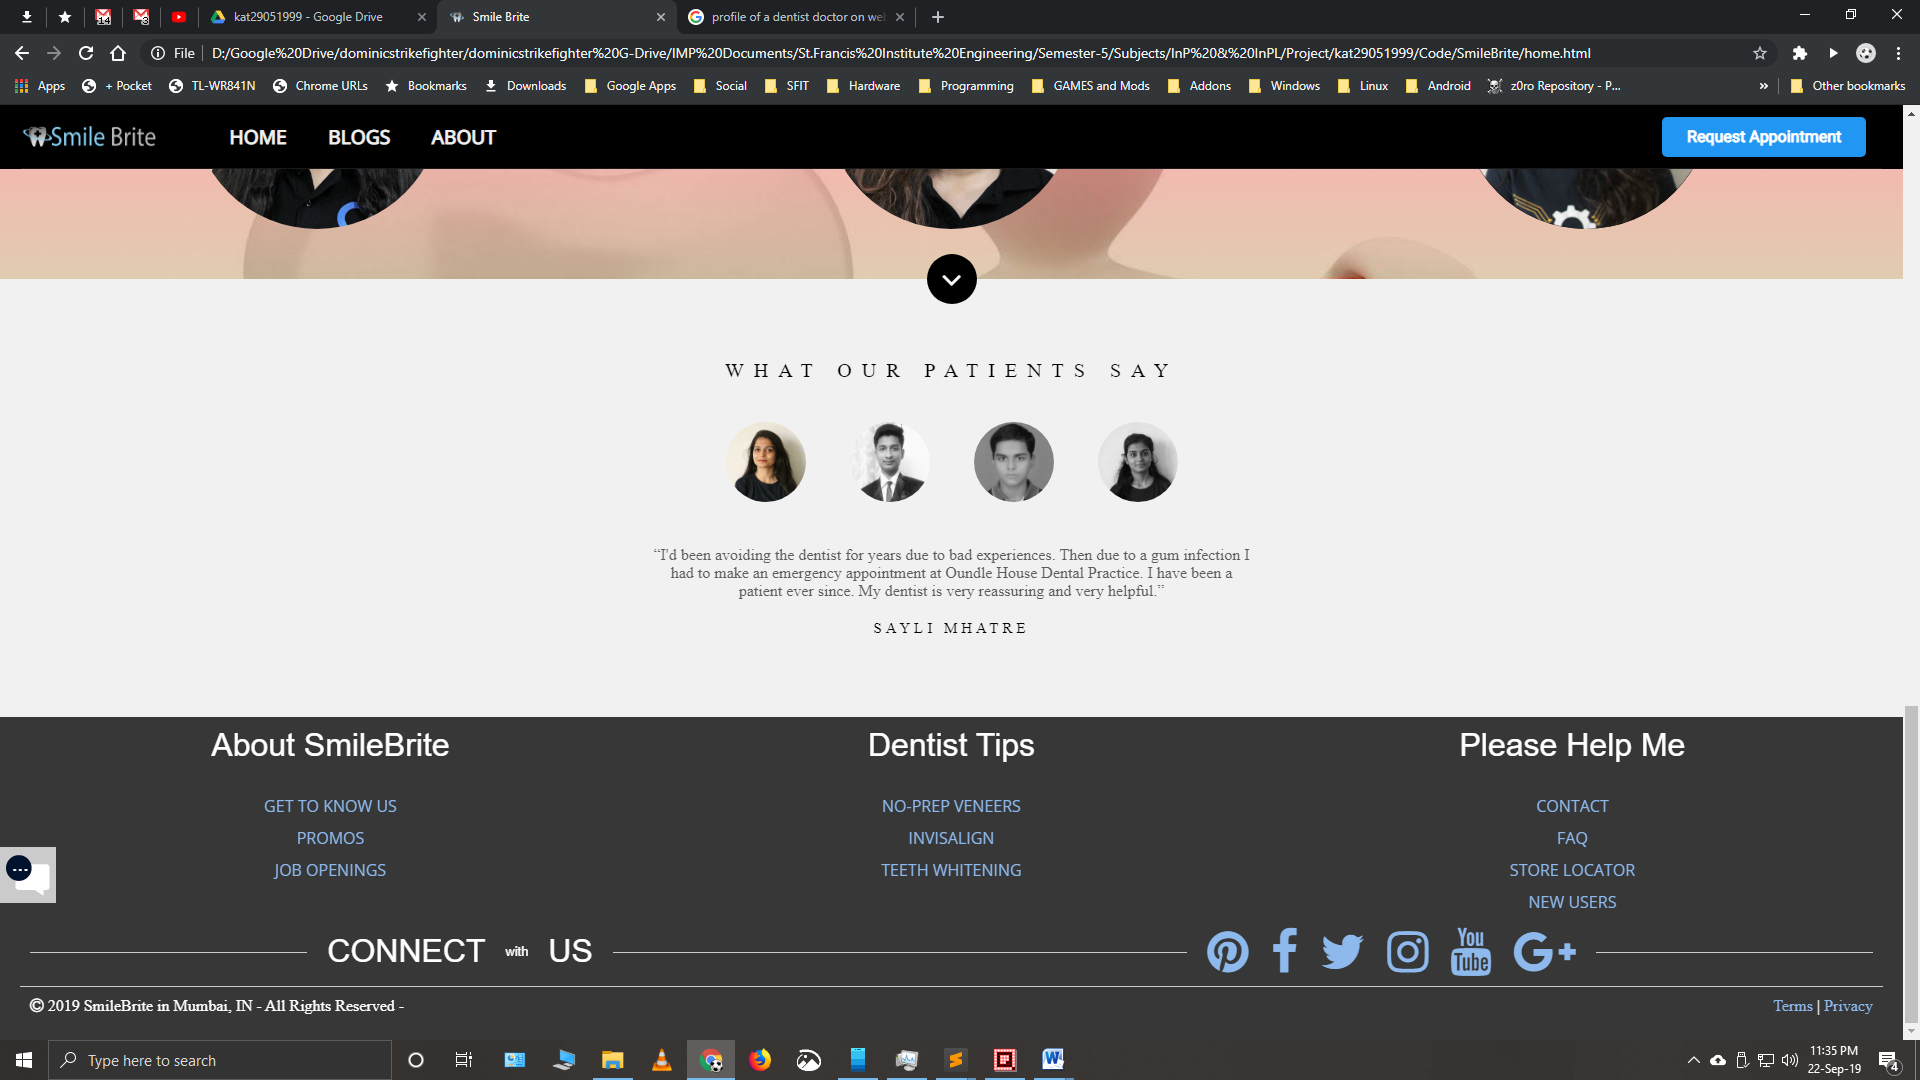 kat29051999 - Google Drive
Smile Brite
profile of a dentist doctor on we
File
D:/Google%20Drive/dominicstrikefighter/dominicstrikefighter%20G-Drive/IMP%20Documents/St.Francis%20Institute%20Engineering/Semester-5/Subjects/InP%20&%20InPL/Project/kat29051999/Code/SmileBrite/home.html
Apps + Pocket TL-WR841N Chrome URLs Bookmarks Downloads Google Apps Social SFIT Hardware Programming GAMES and Mods Addons Windows Linux Android z0ro Repository - P... » Other bookmarks
Smile Brite HOME BLOGS ABOUT Request Appointment
WHAT OUR PATIENTS SAY
“I'd been avoiding the dentist for years due to bad experiences. Then due to a gum infection I
had to make an emergency appointment at Oundle House Dental Practice. I have been a
patient ever since. My dentist is very reassuring and very helpful.”
SAYLI MHATRE
About SmileBrite
GET TO KNOW US
PROMOS
JOB OPENINGS
Dentist Tips
NO-PREP VENEERS
INVISALIGN
TEETH WHITENING
Please Help Me
CONTACT
FAQ
STORE LOCATOR
NEW USERS
CONNECT with US
You
Tube
G+
© 2019 SmileBrite in Mumbai, IN - All Rights Reserved -
Terms | Privacy
Type here to search
11:35 PM
22-Sep-19
4